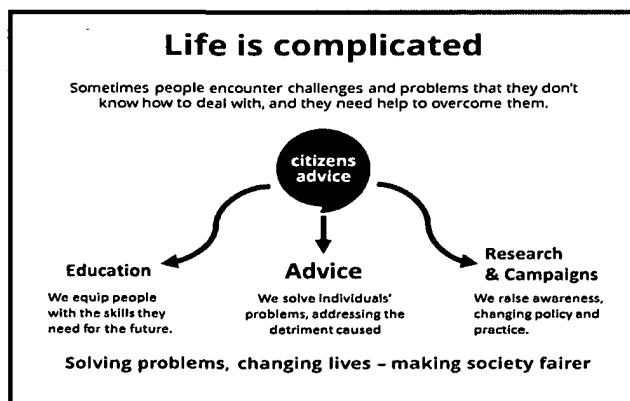 Life is complicated
Sometimes people encounter challenges and problems that they don't
know how to deal with, and they need help to overcome them.
citizens
advice
Education
We equip people
with the skills they
need for the future.
Advice
We solve individuals'
problems, addressing the
detriment caused
Research
& Campaigns
We raise awareness,
changing policy and
practice.
Solving problems, changing lives – making society fairer